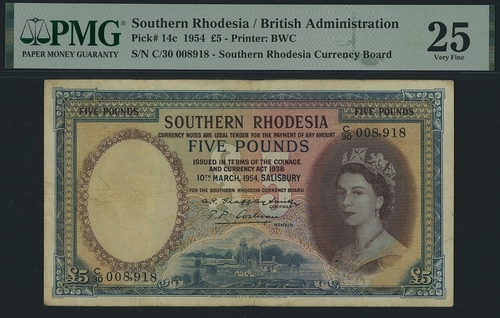 PMG
PAPER MONEY GUARANTY
Southern Rhodesia / British Administration
Pick# 14c 1954 £5 - Printer: BWC
S/N C/30 008918 - Southern Rhodesia Currency Board
25
Very Fine
FIVE POUNDS
FIVE POUNDS
SOUTHERN RHODESIA
CURRENCY NOTES ARE LEGAL TENDER FOR THE PAYMENT OF ANY AMOUNT
C/30 008,918
FIVE POUNDS
ISSUED IN TERMS OF THE COINAGE
AND CURRENCY ACT 1938
10TH MARCH, 1954. SALISBURY
FOR THE SOUTHERN RHODESIA CURRENCY BOARD
CHAIRMAN
MEMBER
£5 C/30 008,918
£5